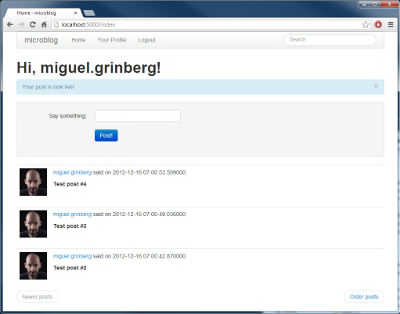 Home - microblog
localhost:5000/index
microblog Home Your Profile Logout Search
Hi, miguel.grinberg!
Your post is now live!
Say something:
Post!
miguel.grinberg said on 2012-12-16 07:00:53.509000:
Test post #4
miguel.grinberg said on 2012-12-16 07:00:48.036000:
Test post #3
miguel.grinberg said on 2012-12-16 07:00:42.870000:
Test post #2
Newer posts Older posts